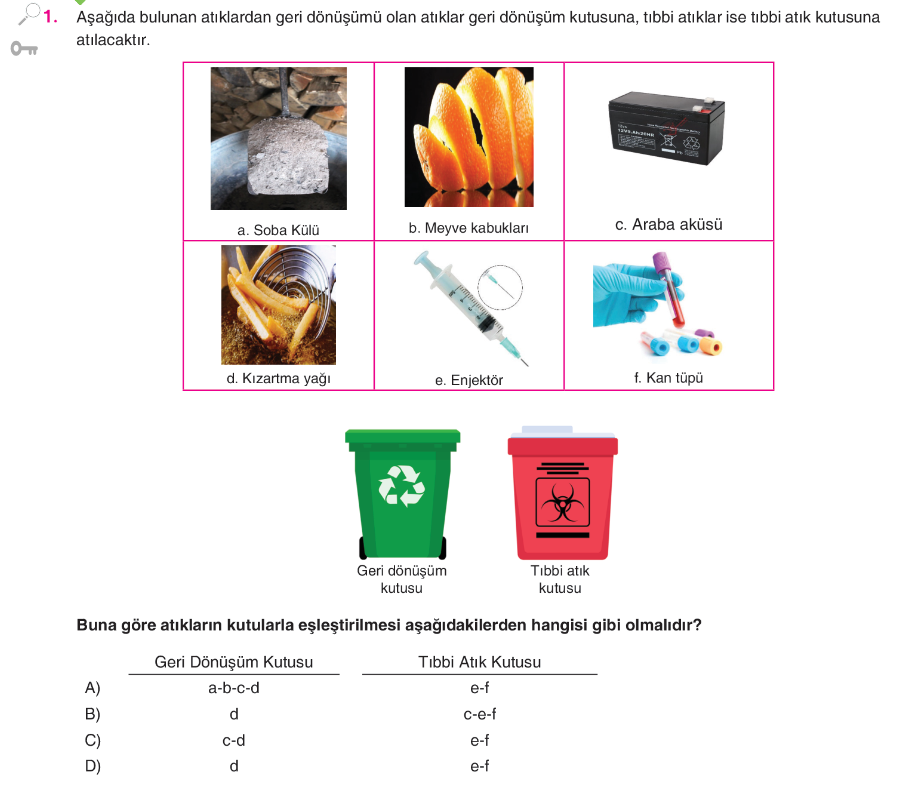 1. Aşağıda bulunan atıklardan geri dönüşümü olan atıklar geri dönüşüm kutusuna, tıbbi atıklar ise tıbbi atık kutusuna
atılacaktır.
a. Soba Külü
b. Meyve kabukları
c. Araba aküsü
d. Kızartma yağı
e. Enjektör
f. Kan tüpü
Geri dönüşüm
kutusu
Tıbbi atık
kutusu
Buna göre atıkların kutularla eşleştirilmesi aşağıdakilerden hangisi gibi olmalıdır?
Geri Dönüşüm Kutusu Tıbbi Atık Kutusu
A) a-b-c-d e-f
B) d c-e-f
C) c-d e-f
D) d e-f